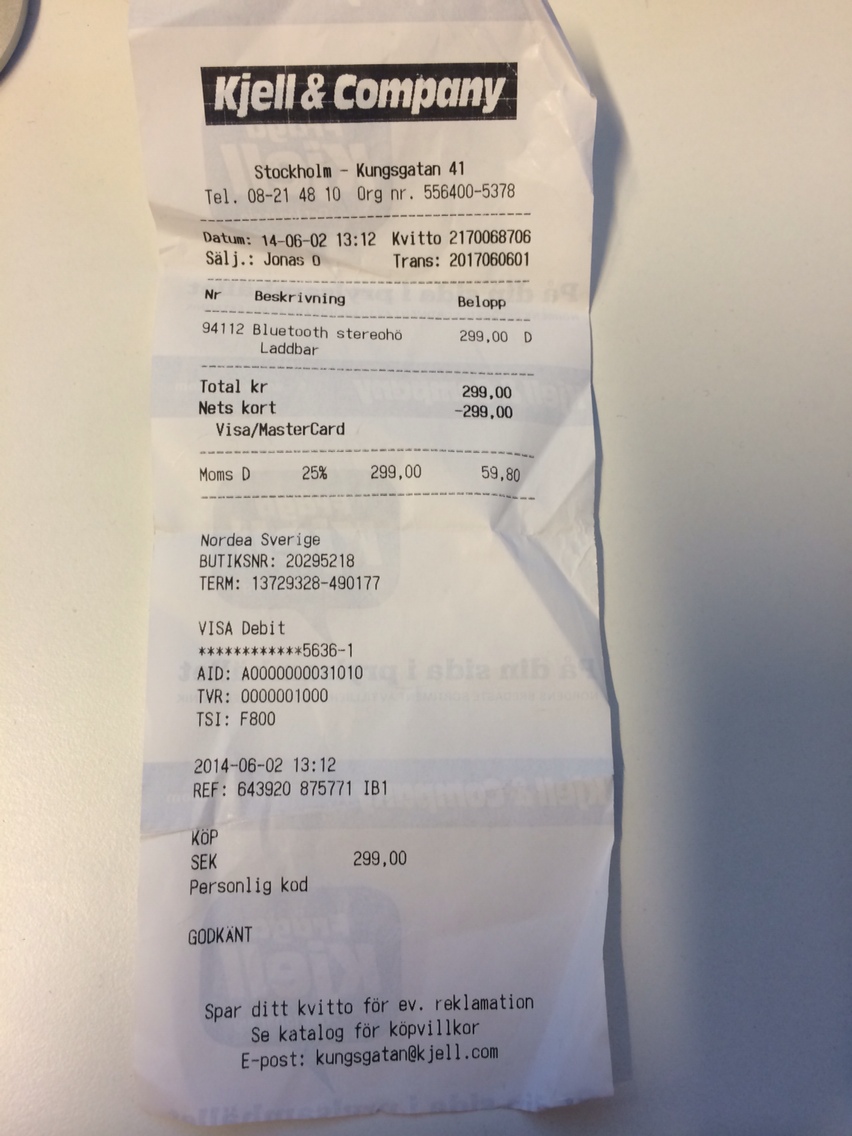 Kjell & Company
Stockholm - Kungsgatan 41
Tel. 08-21 48 10 Org nr. 556400-5378
Datum: 14-06-02 13:12 Kvitto 2170068706
Sälj.: Jonas O Trans: 2017060601
Nr Beskrivning Belopp
94112 Bluetooth stereohö 299,00 D
Laddbar
Total kr 299,00
Nets kort -299,00
Visa/MasterCard
Moms D 25% 299,00 59,80
Nordea Sverige
BUTIKSNR: 20295218
TERM: 13729328-490177
VISA Debit
************5636-1
AID: A0000000031010
TVR: 0000001000
TSI: F800
2014-06-02 13:12
REF: 643920 875771 IB1
KÖP
SEK 299,00
Personlig kod
GODKÄNT
Spar ditt kvitto för ev. reklamation
Se katalog för köpvillkor
E-post: kungsgatan@kjell.com